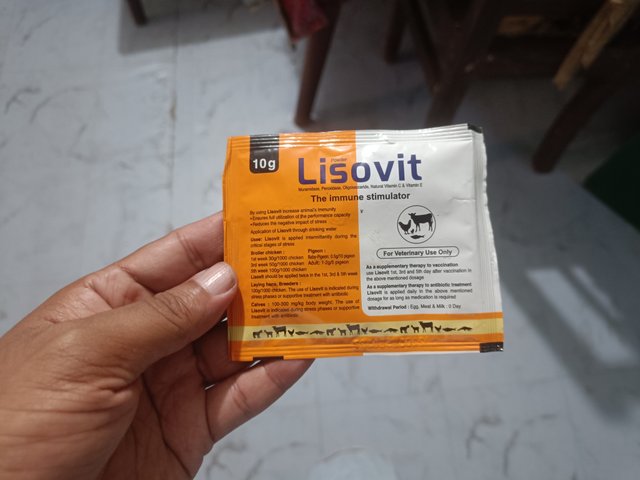 10g
Powder
Lisovit
Muramidase, Peroxidase, Oligosaccaride, Natural Vitamin C & Vitamin E
The immune stimulator
By using Lisovit increase animal's immunity
• Ensures full utilization of the performance capacity
• Reduces the negative impact of stress
Application of Lisovit through drinking water
Uses: Lisovit is applied intermittently during the
critical stages of stress
Broiler chicken :
1st week 30g/1000 chicken
3rd week 50g/1000 chicken
5th week 100g/1000 chicken
Pigeon :
Baby-Pigeon: 0.5g/10 pigeon
Adult: 1-2g/5 pigeon
Lisovit should be applied twice in the 1st, 3rd & 5th week
Laying hens, Breeders :
100g/1000 chicken. The use of Lisovit is indicated during
stress phases or supportive treatment with antibiotic
Calves : 100-200 mg/kg body weight. The use of
Lisovit is indicated during stress phases or supportive
treatment with antibiotic
For Veterinary Use Only
As a supplementary therapy to vaccination
use Lisovit 1st, 3rd and 5th day after vaccination in
the above mentioned dosage
As a supplementary therapy to antibiotic treatment
Lisovit is applied daily in the above mentioned
dosage for as long as medication is required
Withdrawal Period : Egg, Meat & Milk : 0 Day